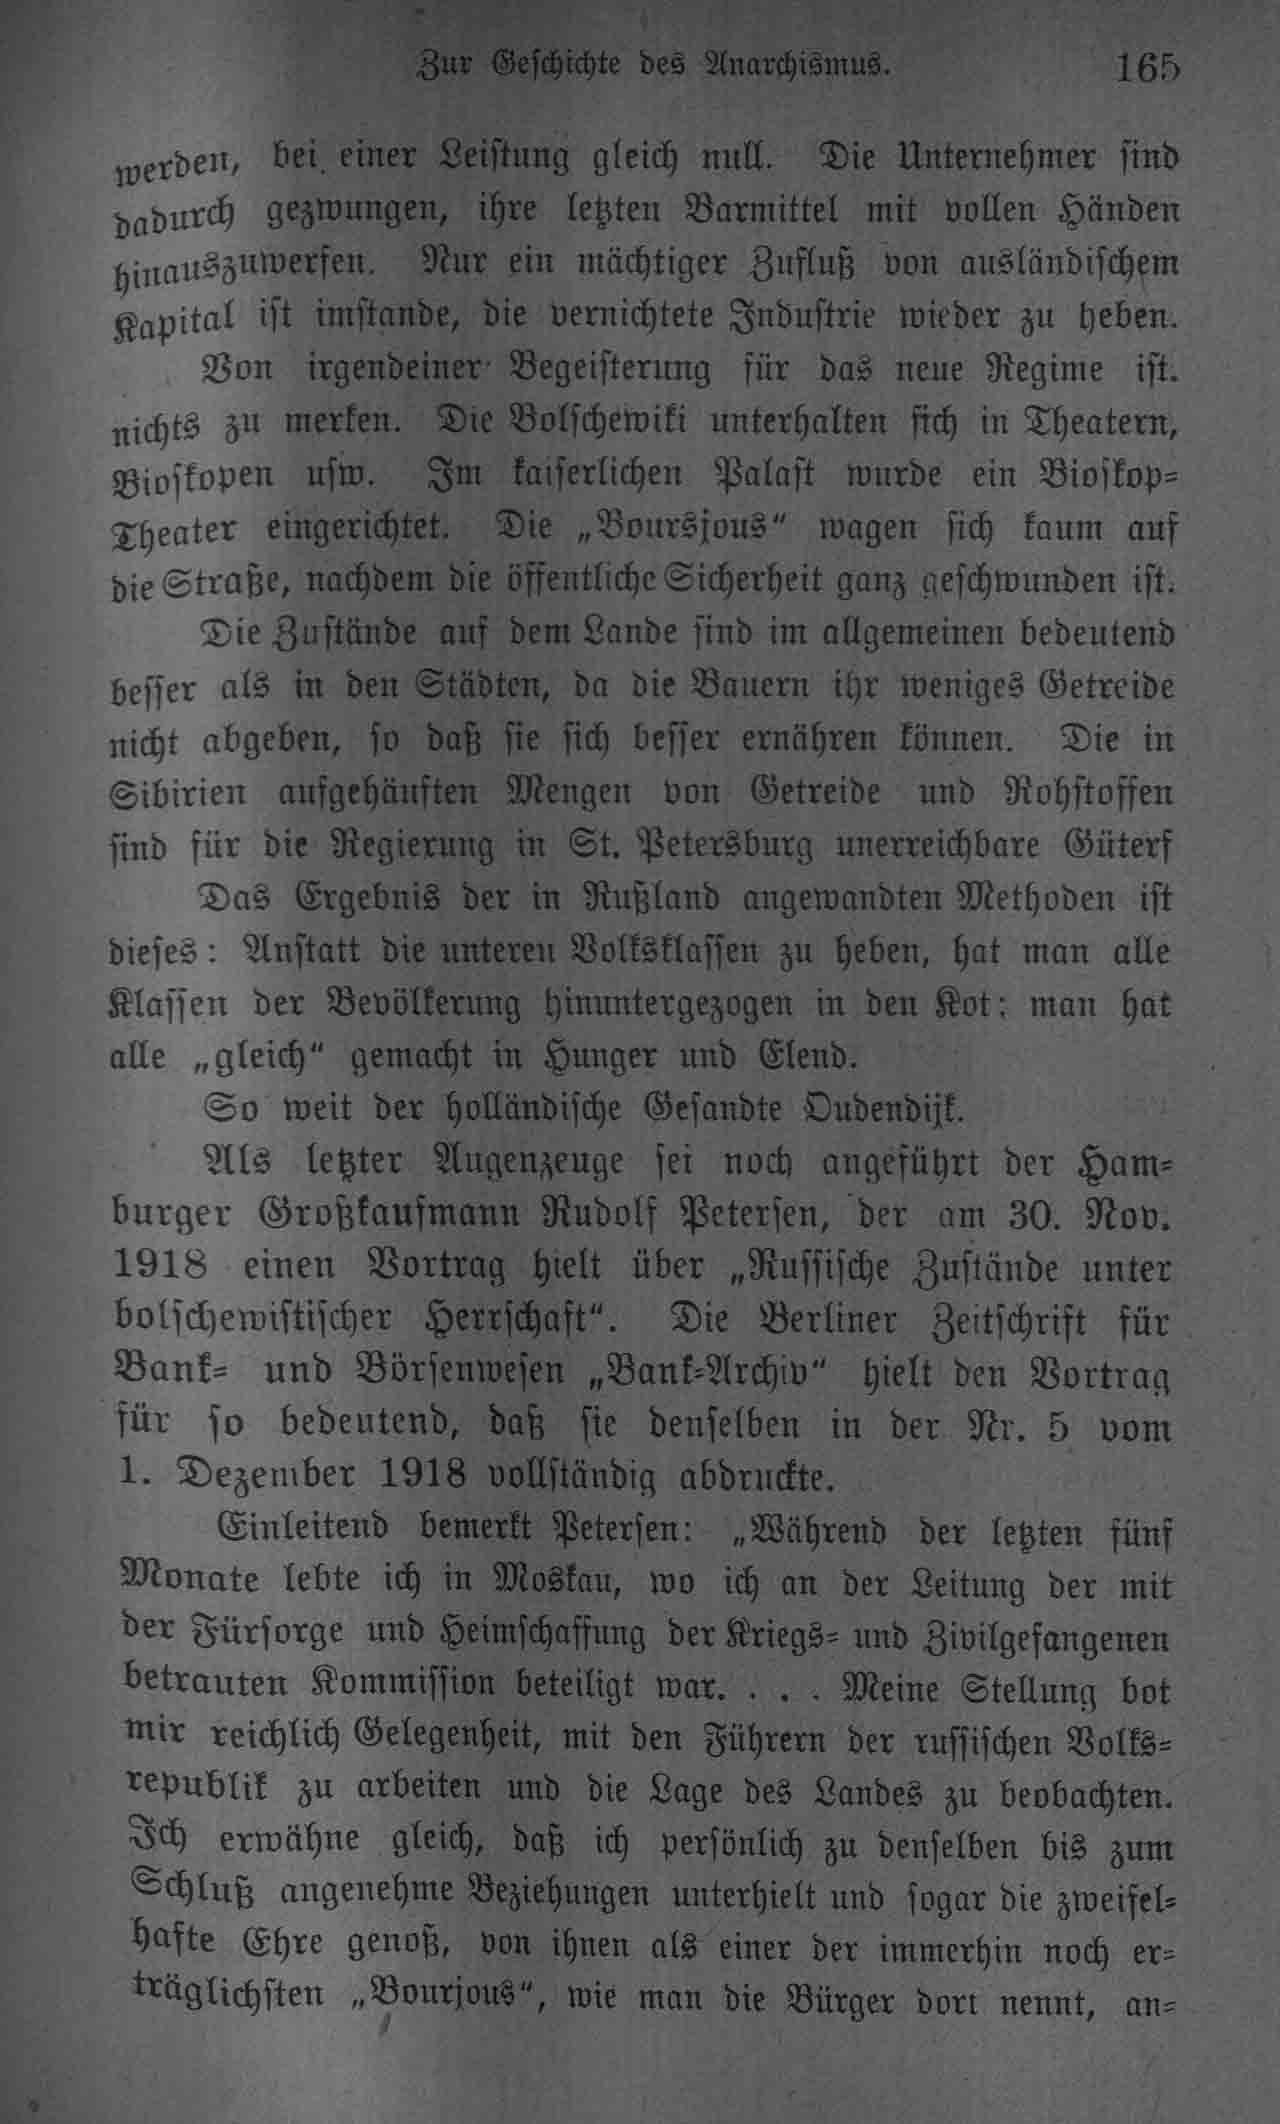 Zur Geschichte des Anarchismus. 165
werden, bei einer Leistung gleich null. Die Unternehmer sind
dadurch gezwungen, ihre letzten Barmittel mit vollen Händen
hinauszuwerfen. Nur ein mächtiger Zufluß von ausländischem
Kapital ist imstande, die vernichtete Industrie wieder zu heben.
Von irgendeiner Begeisterung für das neue Regime ist.
nichts zu merken. Die Bolschewiki unterhalten sich in Theatern,
Bioskopen usw. Im kaiserlichen Palast wurde ein Bioskop-
Theater eingerichtet. Die „Boursjous“ wagen sich kaum auf
die Straße, nachdem die öffentliche Sicherheit ganz geschwunden ist.
Die Zustände auf dem Lande sind im allgemeinen bedeutend
besser als in den Städten, da die Bauern ihr weniges Getreide
nicht abgeben, so daß sie sich besser ernähren können. Die in
Sibirien aufgehäuften Mengen von Getreide und Rohstoffen
sind für die Regierung in St. Petersburg unerreichbare Güterf
Das Ergebnis der in Rußland angewandten Methoden ist
dieses: Anstatt die unteren Volksklassen zu heben, hat man alle
Klassen der Bevölkerung hinuntergezogen in den Kot; man hat
alle „gleich“ gemacht in Hunger und Elend.
So weit der holländische Gesandte Oudendijk.
Als letzter Augenzeuge sei noch angeführt der Ham-
burger Großkaufmann Rudolf Petersen, der am 30. Nov.
1918 einen Vortrag hielt über „Russische Zustände unter
bolschewistischer Herrschaft“. Die Berliner Zeitschrift für
Bank- und Börsenwesen „Bank-Archiv“ hielt den Vortrag
für so bedeutend, daß sie denselben in der Nr. 5 vom
1. Dezember 1918 vollständig abdruckte.
Einleitend bemerkt Petersen: „Während der letzten fünf
Monate lebte ich in Moskau, wo ich an der Leitung der mit
der Fürsorge und Heimschaffung der Kriegs- und Zivilgefangenen
betrauten Kommission beteiligt war. . . . Meine Stellung bot
mir reichlich Gelegenheit, mit den Führern der russischen Volks-
republik zu arbeiten und die Lage des Landes zu beobachten.
Ich erwähne gleich, daß ich persönlich zu denselben bis zum
Schluß angenehme Beziehungen unterhielt und sogar die zweifel-
hafte Ehre genoß, von ihnen als einer der immerhin noch er-
träglichsten „Bourjous“, wie man die Bürger dort nennt, an-